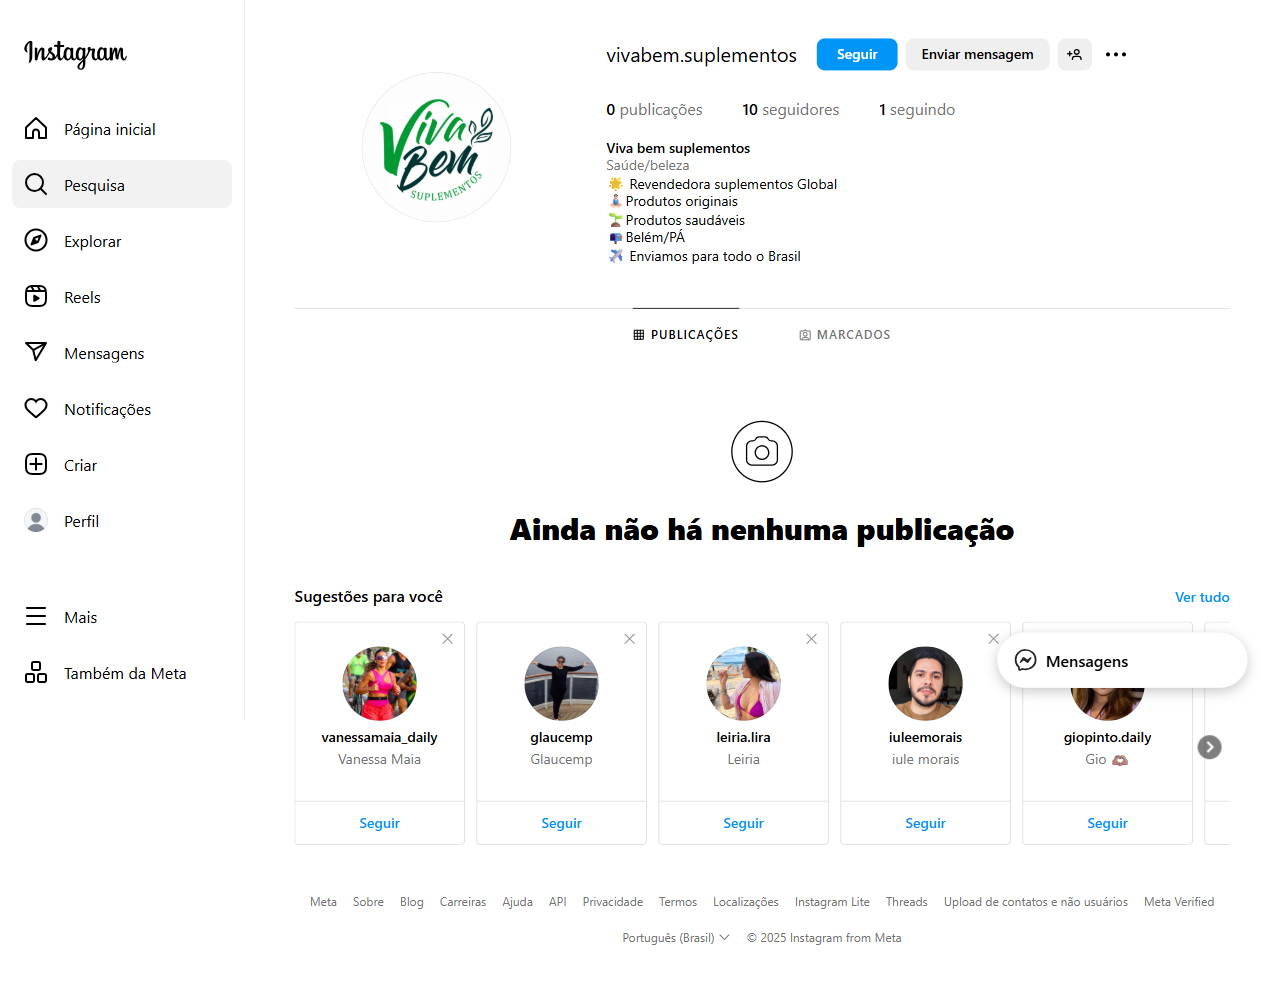 Instagram
Página inicial
Pesquisa
Explorar
Reels
Mensagens
Notificações
Criar
Perfil
Mais
Também da Meta
vivabem.suplementos
Seguir
Enviar mensagem
0 publicações
10 seguidores
1 seguindo
Viva bem suplementos
Saúde/beleza
🌟 Revendedora suplementos Global
🧘🏻‍♀️Produtos originais
🌱Produtos saudáveis
📬Belém/PÁ
✈️ Enviamos para todo o Brasil
Viva
Bem
SUPLEMENTOS
PUBLICAÇÕES
MARCADOS
Ainda não há nenhuma publicação
Sugestões para você
Ver tudo
vanessamaia_daily
Vanessa Maia
Seguir
glaucemp
Glaucemp
Seguir
leiria.lira
Leiria
Seguir
iuleemorais
iule morais
Seguir
giopinto.daily
Gio 🫶🏽
Seguir
Mensagens
Meta Sobre Blog Carreiras Ajuda API Privacidade Termos Localizações Instagram Lite Threads Upload de contatos e não usuários Meta Verified
Português (Brasil) © 2025 Instagram from Meta